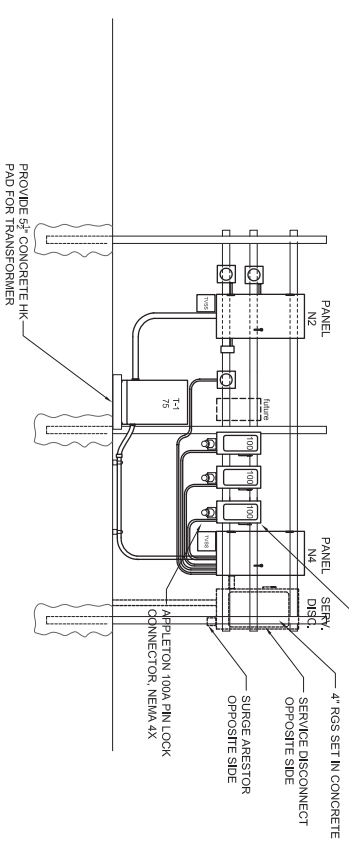 PANEL
N2
PANEL
N4
SERV.
DISC.
4" RGS SET IN CONCRETE
SERVICE DISCONNECT
OPPOSITE SIDE
future
100
100
100
TVSS
TVSS
SURGE ARESTOR
OPPOSITE SIDE
T-1
75
APPLETON 100A PIN LOCK
CONNECTOR, NEMA 4X
PROVIDE 5½" CONCRETE HK
PAD FOR TRANSFORMER